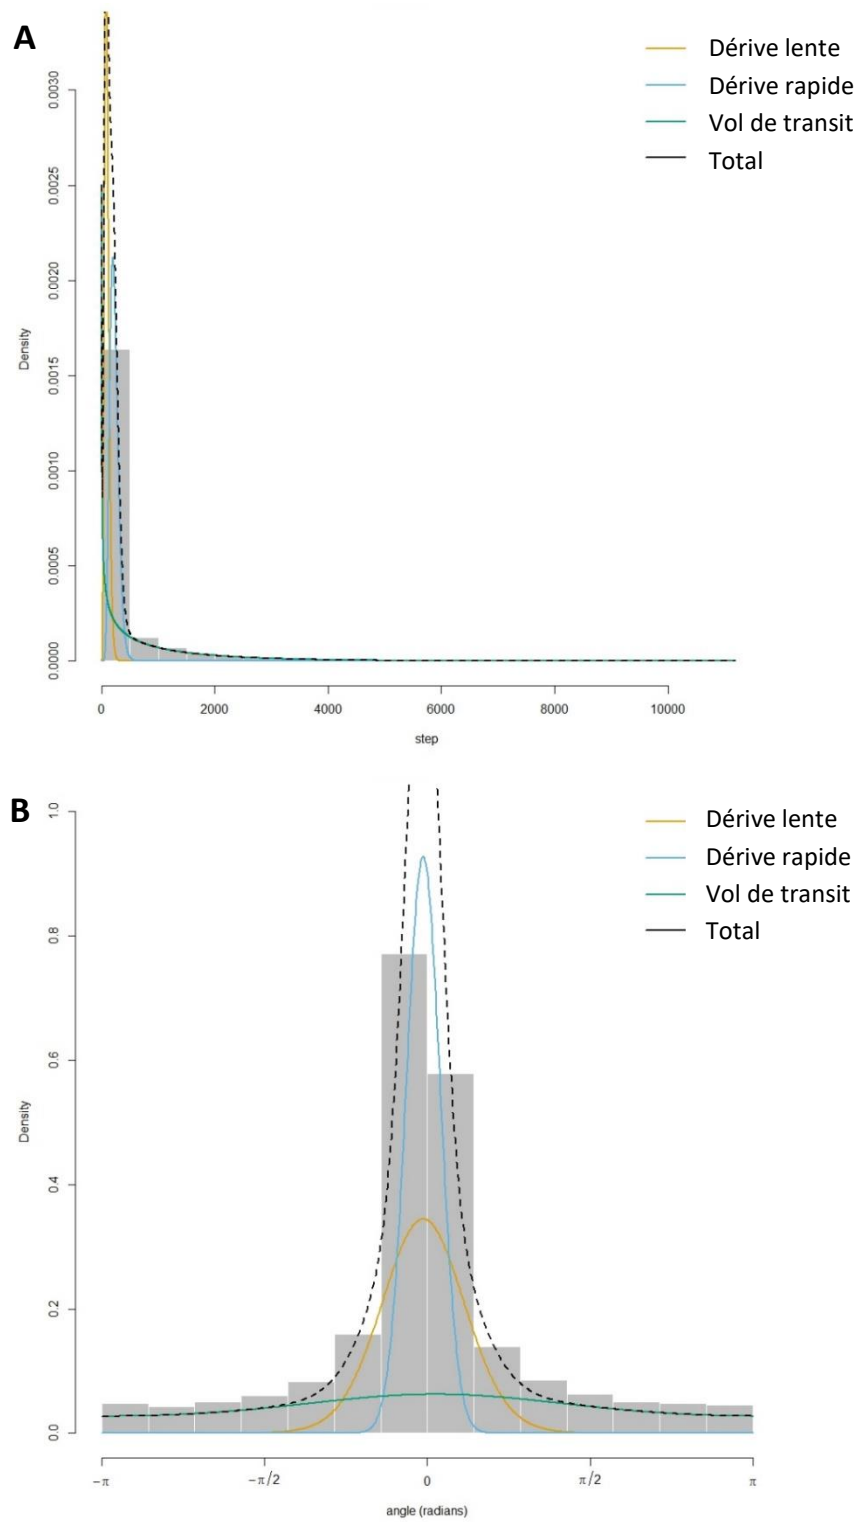 A
Dérive lente
Dérive rapide
Vol de transit
Total
0.0030
0.0025
0.0020
0.0015
0.0010
0.0005
0.0000
Density
0 2000 4000 6000 8000 10000
step
B
Dérive lente
Dérive rapide
Vol de transit
Total
1.0
0.8
0.6
0.4
0.2
0.0
Density
−π −π/2 0 π/2 π
angle (radians)